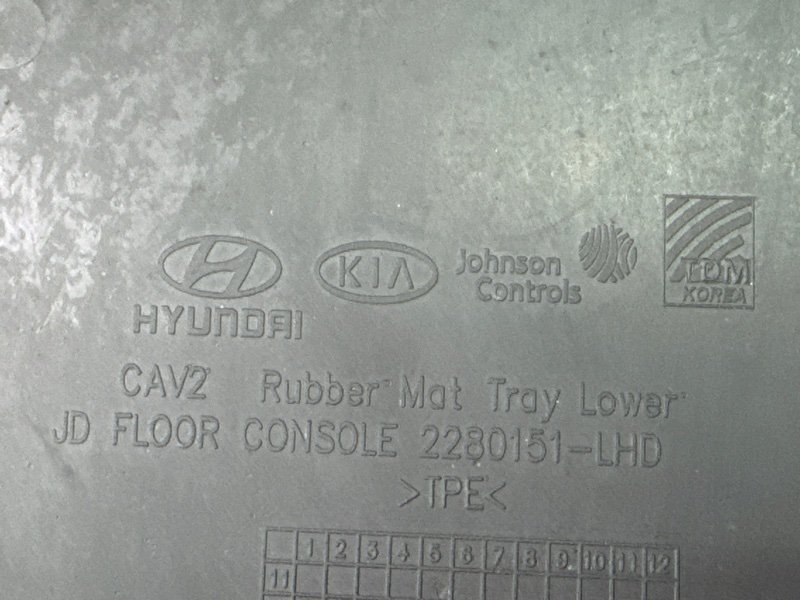 HYUNDAI
KIA
Johnson
Controls
KOREA
CAV2 Rubber Mat Tray Lower
JD FLOOR CONSOLE 2280151-LHD
>TPE<
1 2 3 4 5 6 7 8 9 10 11 12
11